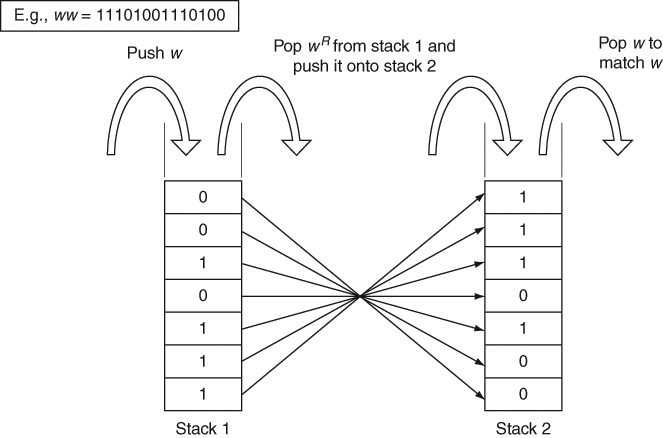 E.g., ww = 11101001110100
Push w
Pop w^R from stack 1 and
push it onto stack 2
Pop w to
match w
0
0
1
0
1
1
1
1
1
1
0
1
0
0
Stack 1
Stack 2